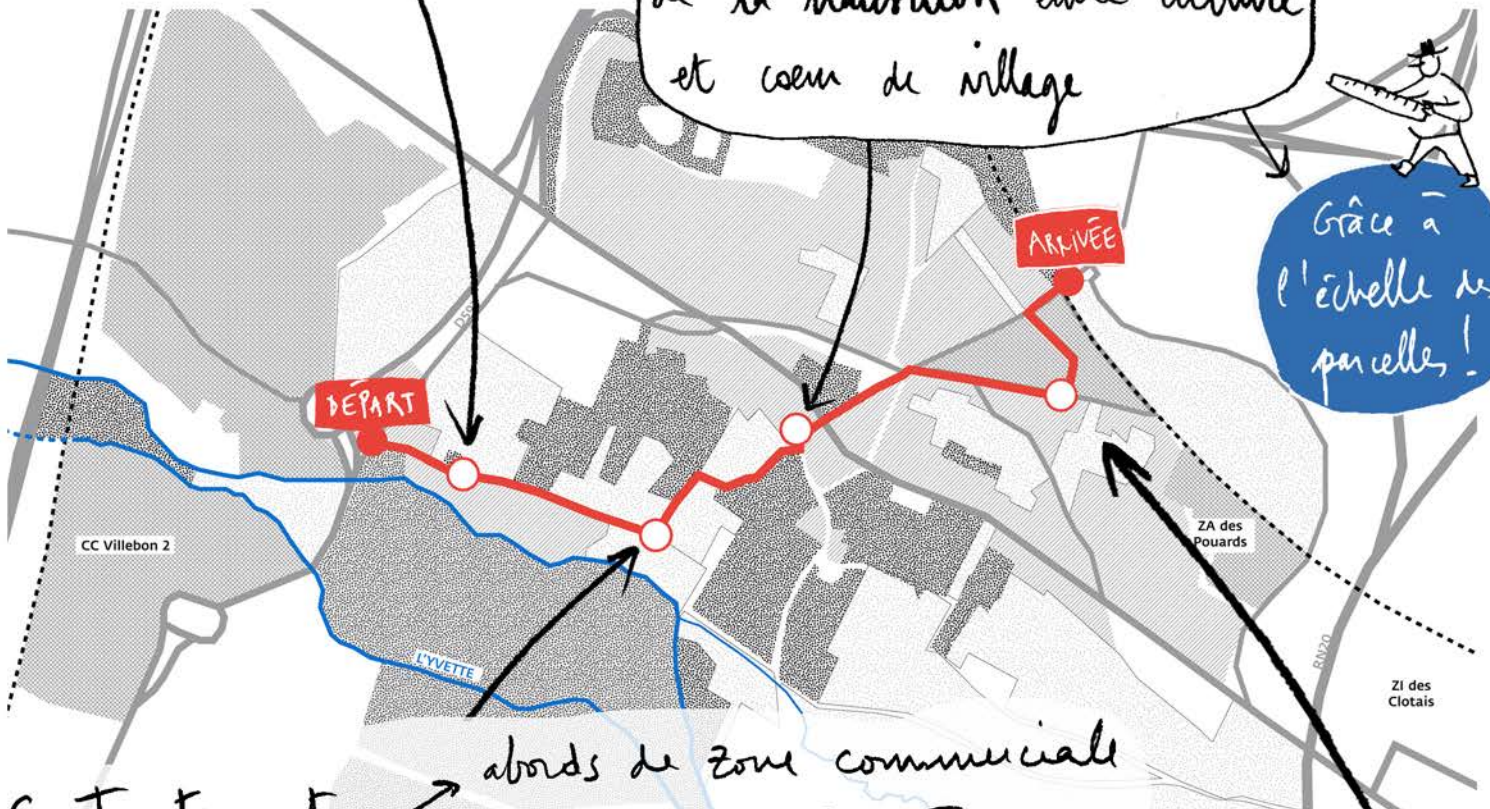 et coeur de village
ARRIVÉE
Grâce à
l'échelle des
parcelles !
DÉPART
CC Villebon 2
ZA des
Pouards
L'YVETTE
RN20
ZI des
Clotais
abords de zone commerciale